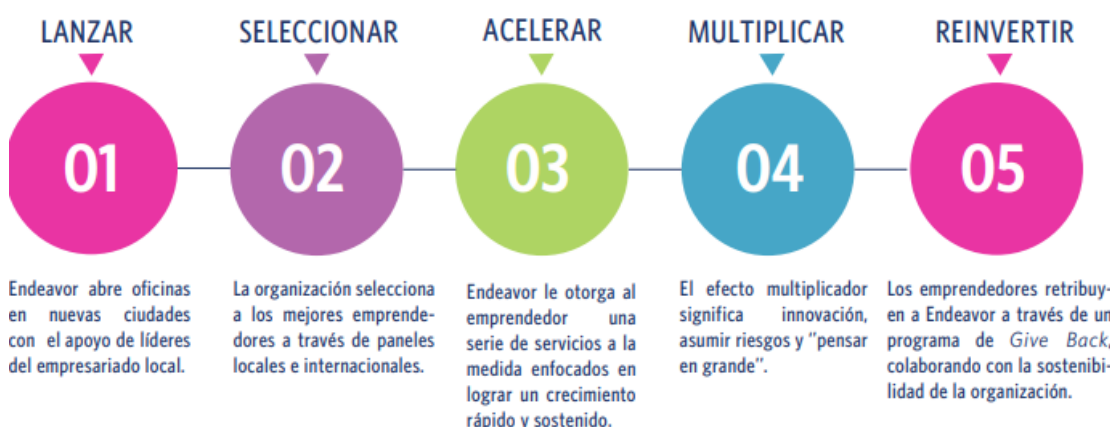 LANZAR
SELECCIONAR
ACELERAR
MULTIPLICAR
REINVERTIR
01
02
03
04
05
Endeavor abre oficinas
en nuevas ciudades
con el apoyo de líderes
del empresariado local.
La organización selecciona
a los mejores emprende-
dores a través de paneles
locales e internacionales.
Endeavor le otorga al
emprendedor una
serie de servicios a la
medida enfocados en
lograr un crecimiento
rápido y sostenido.
El efecto multiplicador
significa innovación,
asumir riesgos y "pensar
en grande".
Los emprendedores retribuy-
en a Endeavor a través de un
programa de Give Back,
colaborando con la sostenibi-
lidad de la organización.